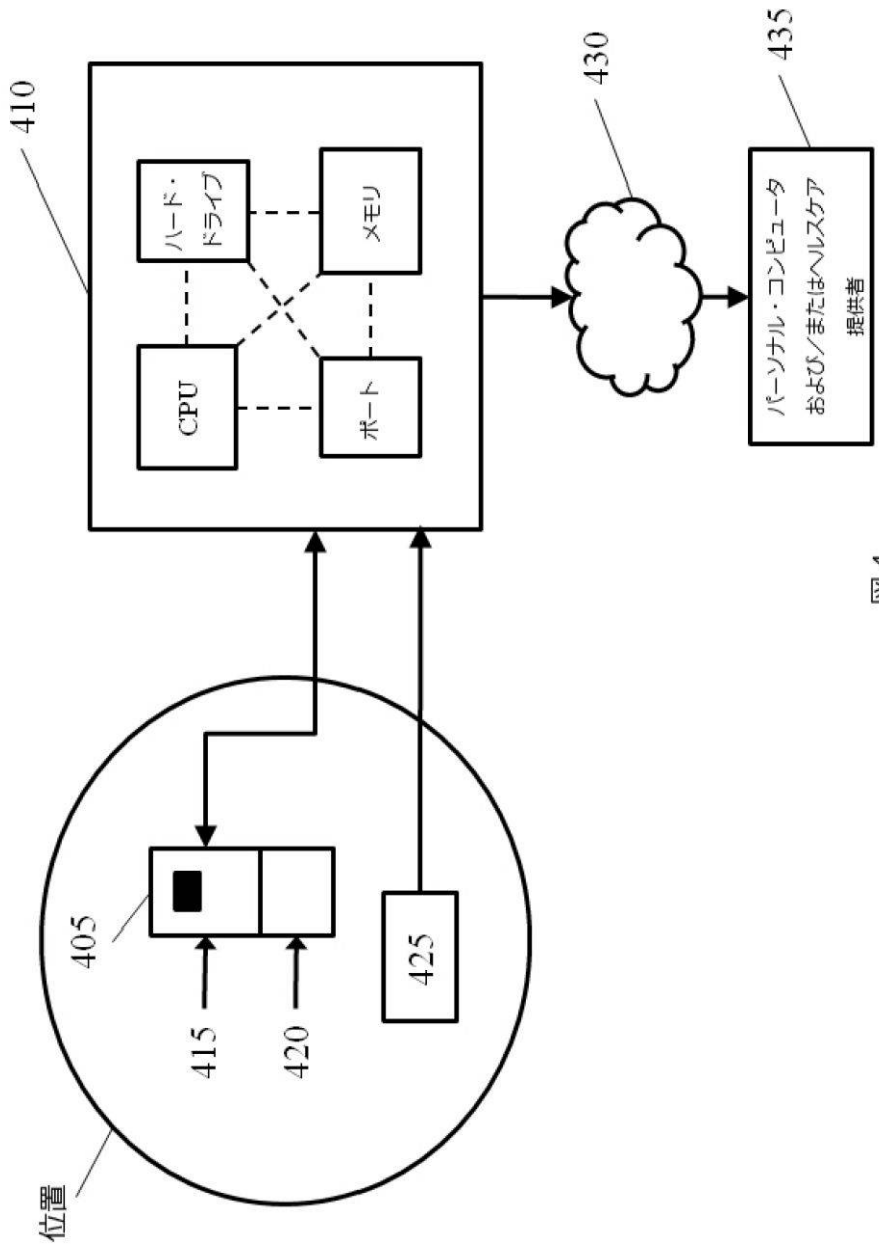 位置
405
415
420
425
410
CPU
ハード・
ドライブ
ポート
メモリ
430
435
パーソナル・コンピュータ
および/またはヘルスケア
提供者
図4